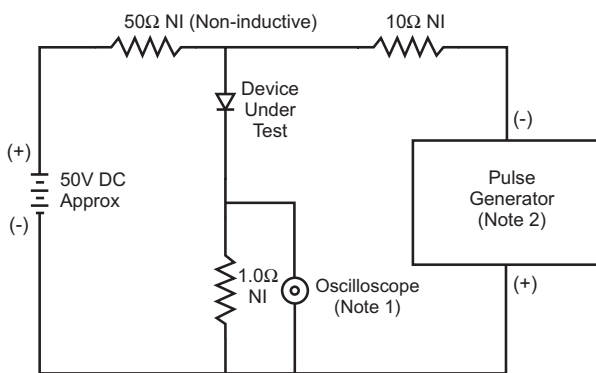 50Ω NI (Non-inductive)
10Ω NI
Device
Under
Test
(-)
(+)
50V DC
Approx
(-)
Pulse
Generator
(Note 2)
1.0Ω
NI
Oscilloscope
(Note 1)
(+)